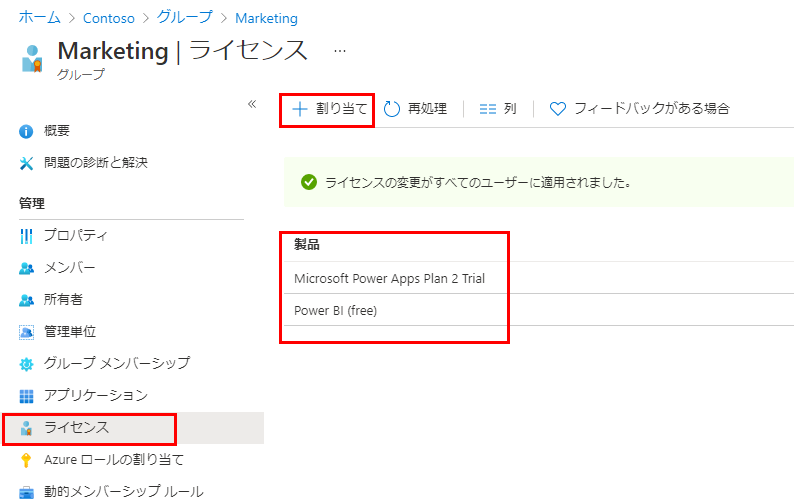 ホーム > Contoso > グループ > Marketing
Marketing | ライセンス ...
グループ
«
概要
問題の診断と解決
管理
プロパティ
メンバー
所有者
管理単位
グループ メンバーシップ
アプリケーション
ライセンス
Azure ロールの割り当て
動的メンバーシップ ルール
+ 割り当て 再処理 | 列 | フィードバックがある場合
ライセンスの変更がすべてのユーザーに適用されました。
製品
Microsoft Power Apps Plan 2 Trial
Power BI (free)